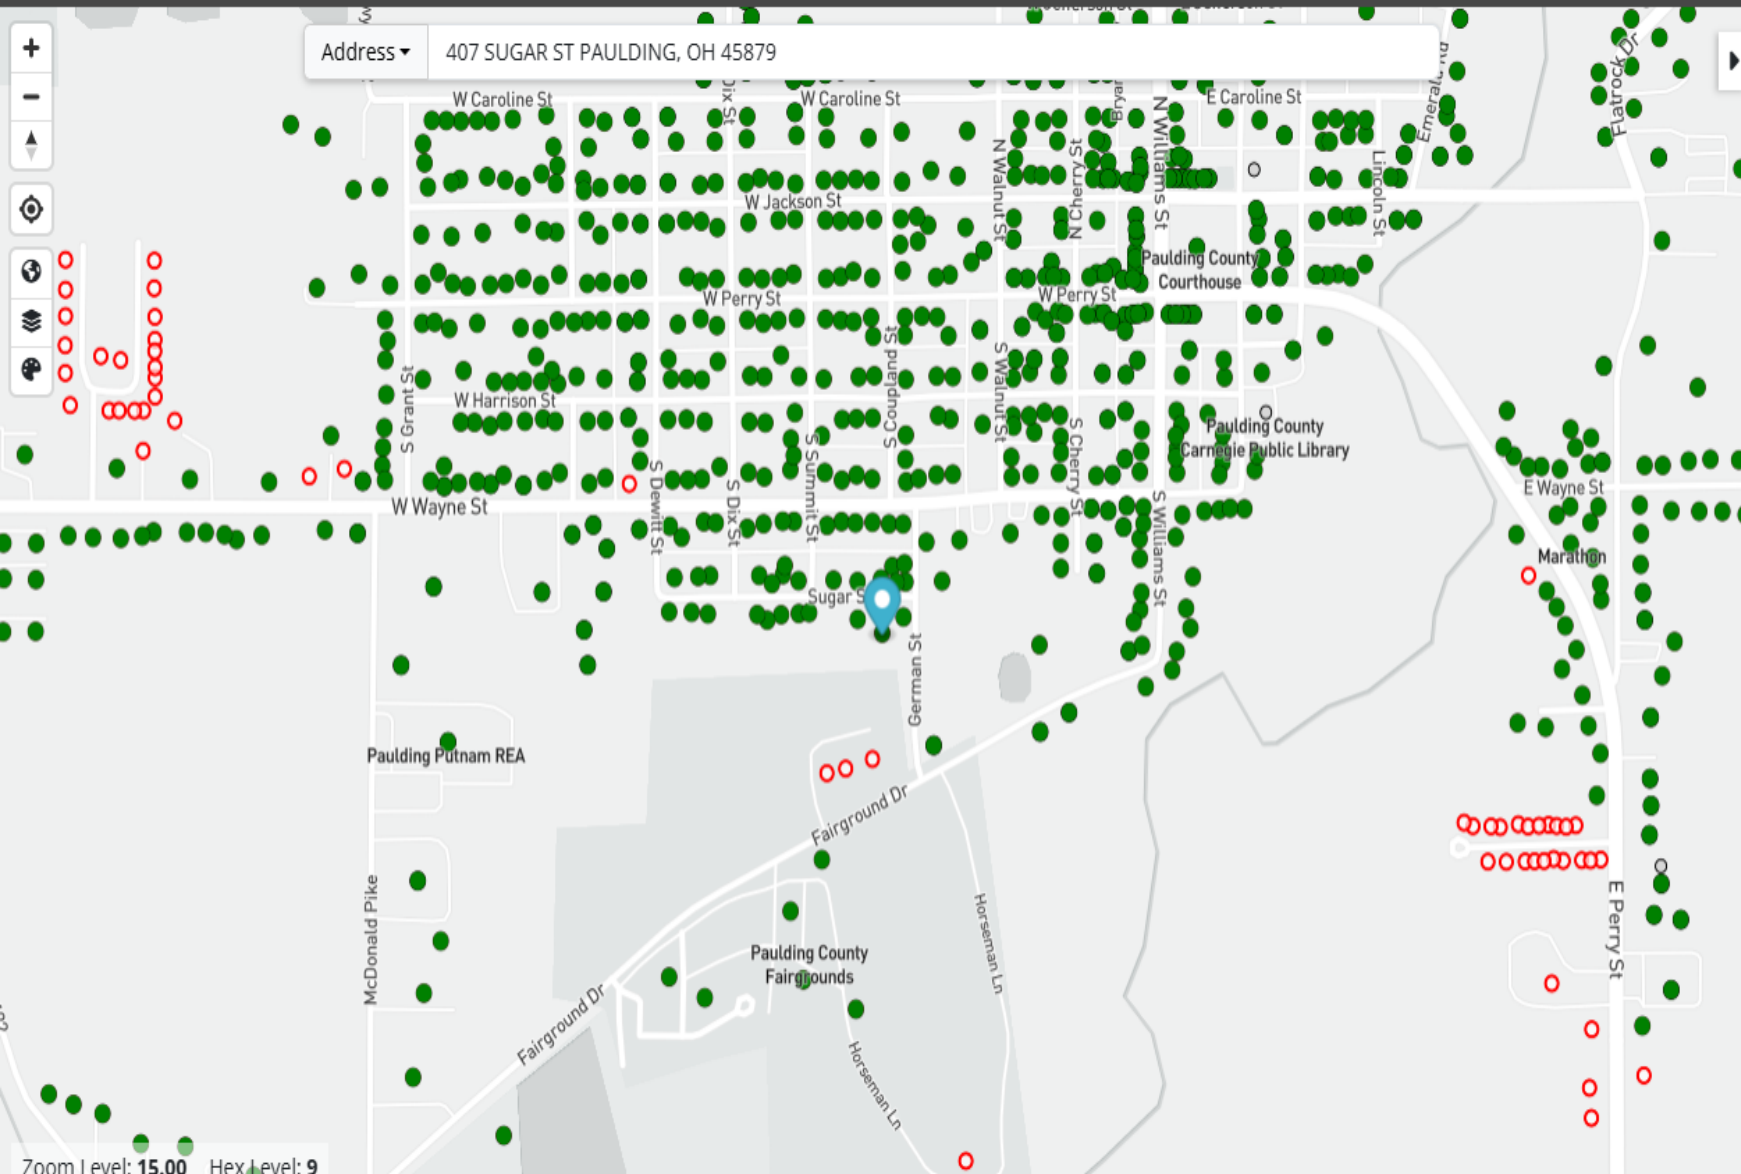 Address
407 SUGAR ST PAULDING, OH 45879
W Caroline St
W Caroline St
E Caroline St
Emerald Rd
Flatrock Dr
Dix St
N Williams St
N Walnut St
N Cherry St
Lincoln St
W Jackson St
Paulding County
Courthouse
W Perry St
W Perry St
S Grant St
W Harrison St
S Coopland St
S Walnut St
S Cherry St
Paulding County
Carnegie Public Library
S Dewitt St
S Dix St
S Summit St
S Williams St
W Wayne St
E Wayne St
Marathon
Sugar S
German St
Paulding Putnam REA
Fairground Dr
McDonald Pike
Horseman Ln
E Perry St
Paulding County
Fairgrounds
Fairground Dr
Horseman Ln
Zoom Level: 15.00 Hex Level: 9